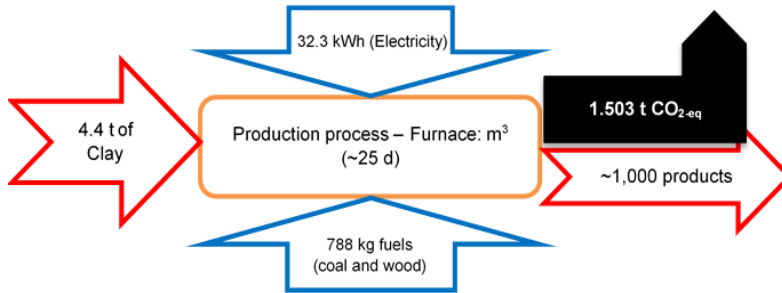 32.3 kWh (Electricity)
4.4 t of
Clay
Production process – Furnace: m³
(~25 d)
1.503 t CO₂₋eq
~1,000 products
788 kg fuels
(coal and wood)